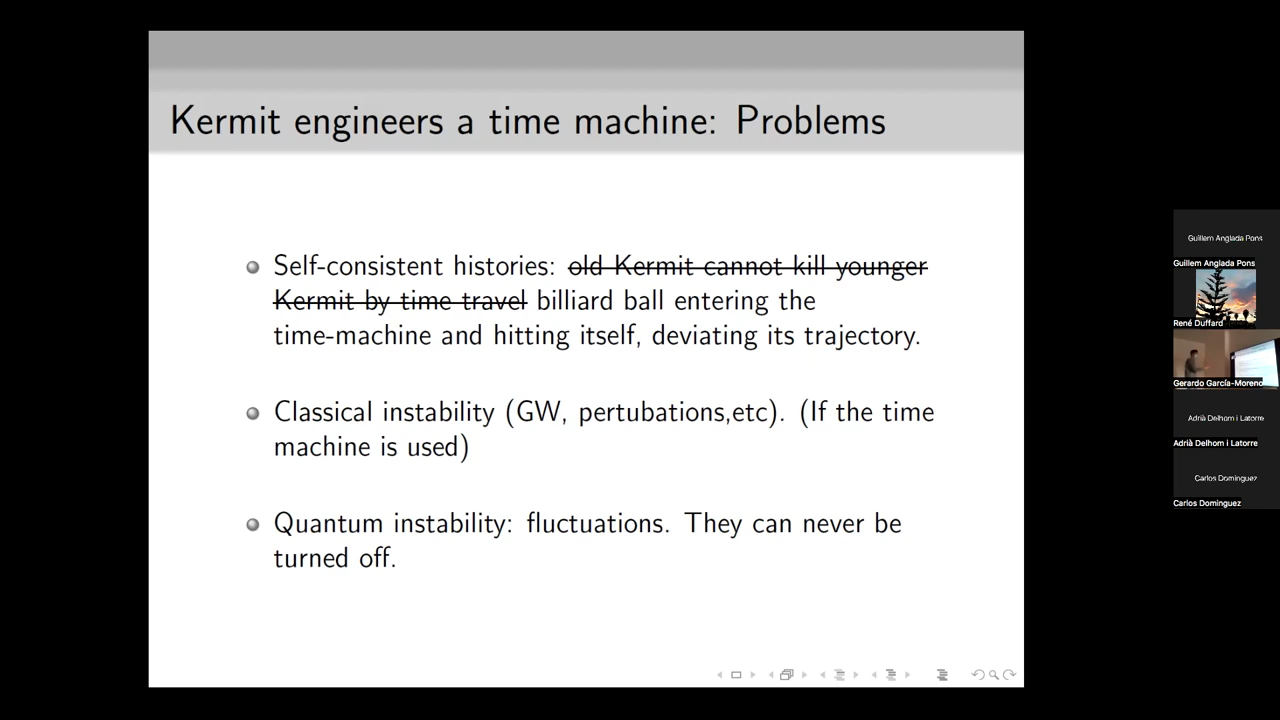 Kermit engineers a time machine: Problems
Self-consistent histories: old Kermit cannot kill younger
Kermit by time travel billiard ball entering the
time-machine and hitting itself, deviating its trajectory.
Classical instability (GW, pertubations,etc). (If the time
machine is used)
Quantum instability: fluctuations. They can never be
turned off.
Guillem Anglada Pons
Guillem Anglada Pons
René Duffard
Gerardo García-Moreno
Adrià Delhom i Latorre
Adrià Delhom i Latorre
Carlos Dominguez
Carlos Dominguez